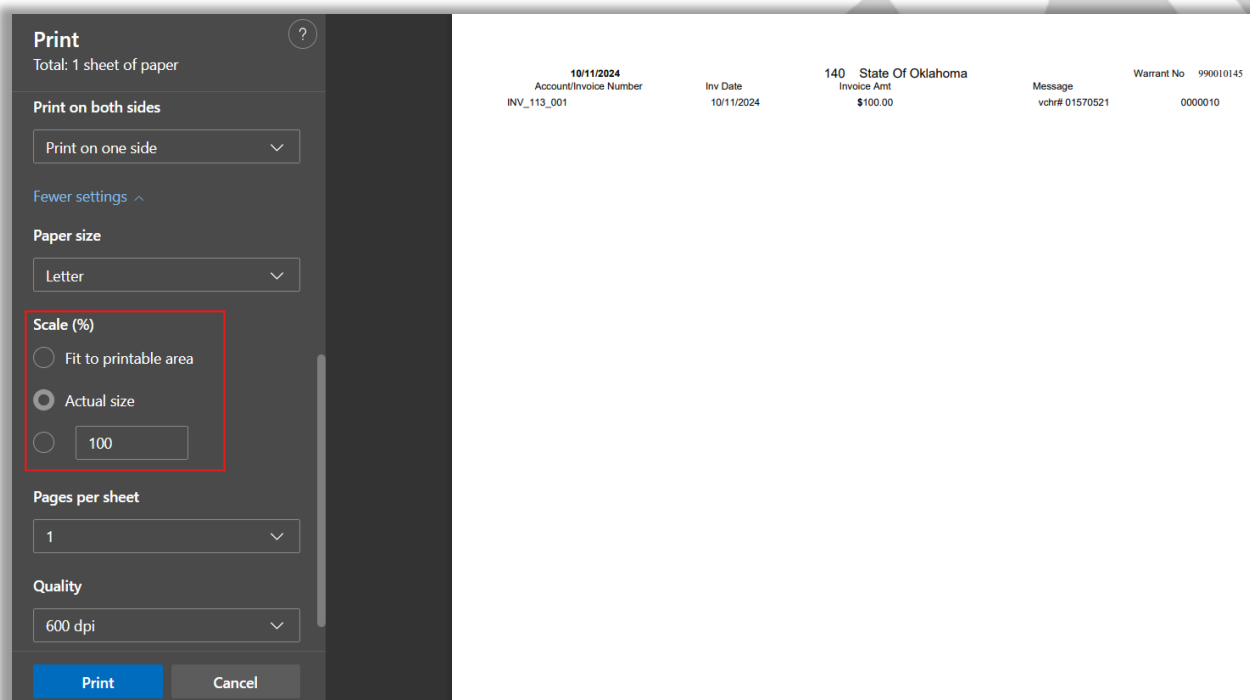 Print
?
Total: 1 sheet of paper
Print on both sides
Print on one side
Fewer settings
Paper size
Letter
Scale (%)
Fit to printable area
Actual size
100
Pages per sheet
1
Quality
600 dpi
Print Cancel
10/11/2024 140 State Of Oklahoma Warrant No 990010145
Account/Invoice Number Inv Date Invoice Amt Message
INV_113_001 10/11/2024 $100.00 vchr# 01570521 0000010